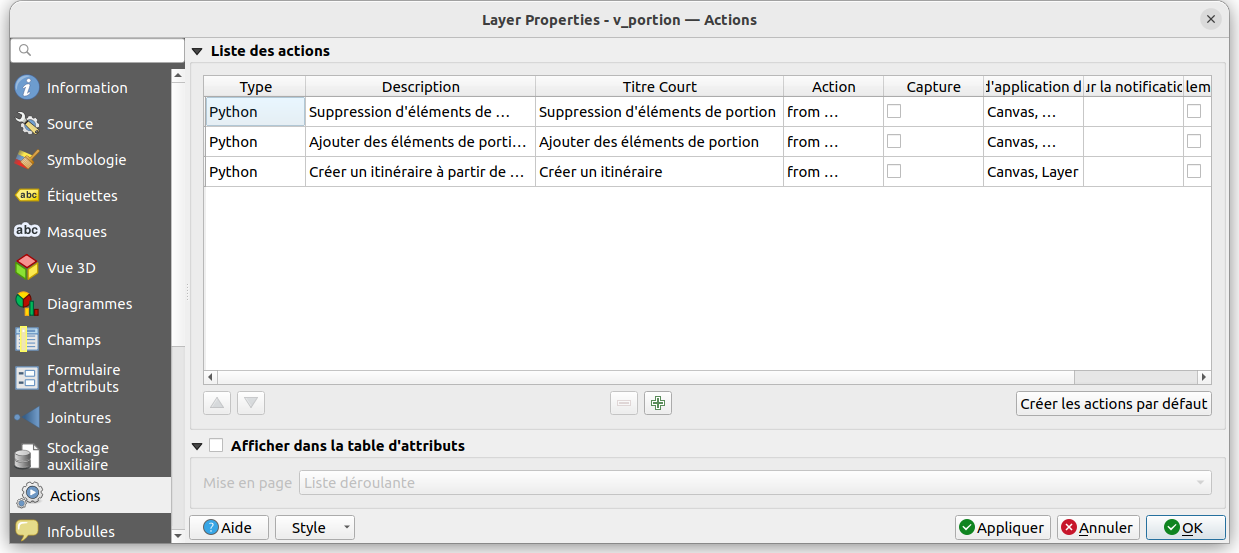 Layer Properties - v_portion — Actions
Information
Source
Symbologie
Étiquettes
Masques
Vue 3D
Diagrammes
Champs
Formulaire
d'attributs
Jointures
Stockage
auxiliaire
Actions
Infobulles
Liste des actions
Type Description Titre Court Action Capture d'application d ur la notificatic lem
Python Suppression d'éléments de ... Suppression d'éléments de portion from ... Canvas, ...
Python Ajouter des éléments de porti... Ajouter des éléments de portion from ... Canvas, ...
Python Créer un itinéraire à partir de ... Créer un itinéraire from ... Canvas, Layer
Créer les actions par défaut
Afficher dans la table d'attributs
Mise en page Liste déroulante
Aide Style Appliquer Annuler OK